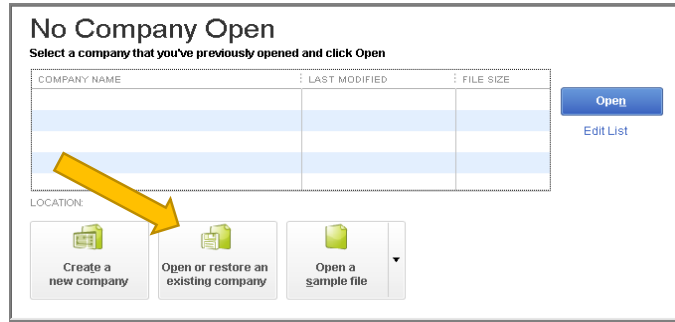 No Company Open
Select a company that you've previously opened and click Open
COMPANY NAME LAST MODIFIED FILE SIZE
Open
Edit List
LOCATION:
Create a
new company
Open or restore an
existing company
Open a
sample file